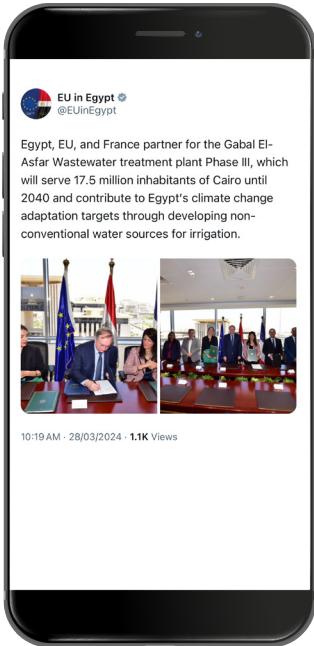 EU in Egypt
@EUinEgypt
Egypt, EU, and France partner for the Gabal El-
Asfar Wastewater treatment plant Phase III, which
will serve 17.5 million inhabitants of Cairo until
2040 and contribute to Egypt's climate change
adaptation targets through developing non-
conventional water sources for irrigation.
10:19 AM · 28/03/2024 · 1.1K Views